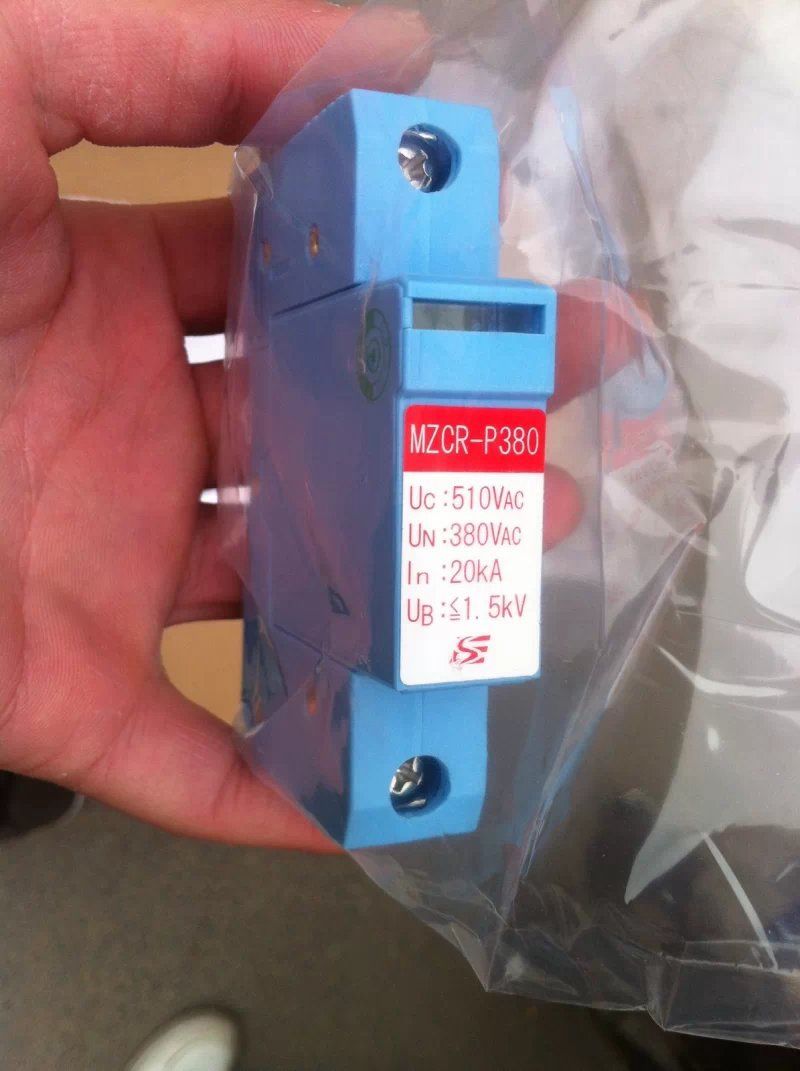 MZCR-P380
Uc:510VAC
UN:380VAC
In:20kA
UB:≦1.5kV